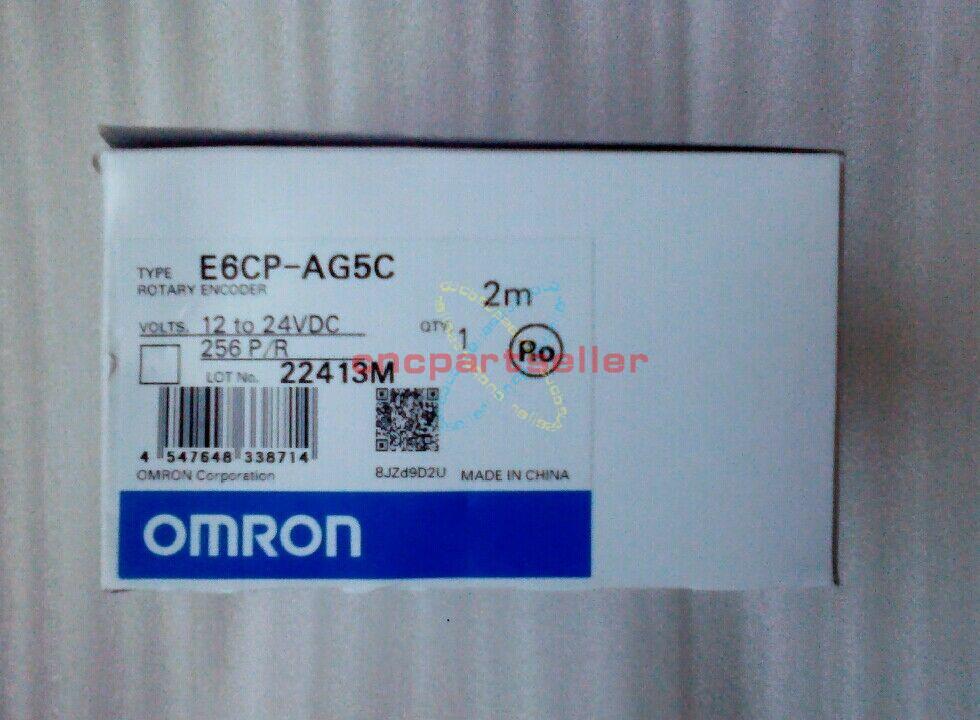 TYPE E6CP-AG5C
ROTARY ENCODER
2m
VOLTS. 12 to 24VDC
QTY. 1
256 P/R
Ro
cncpartseller
LOT No. 22413M
4 547648 338714
8JZd9D2U
OMRON Corporation
MADE IN CHINA
OMRON